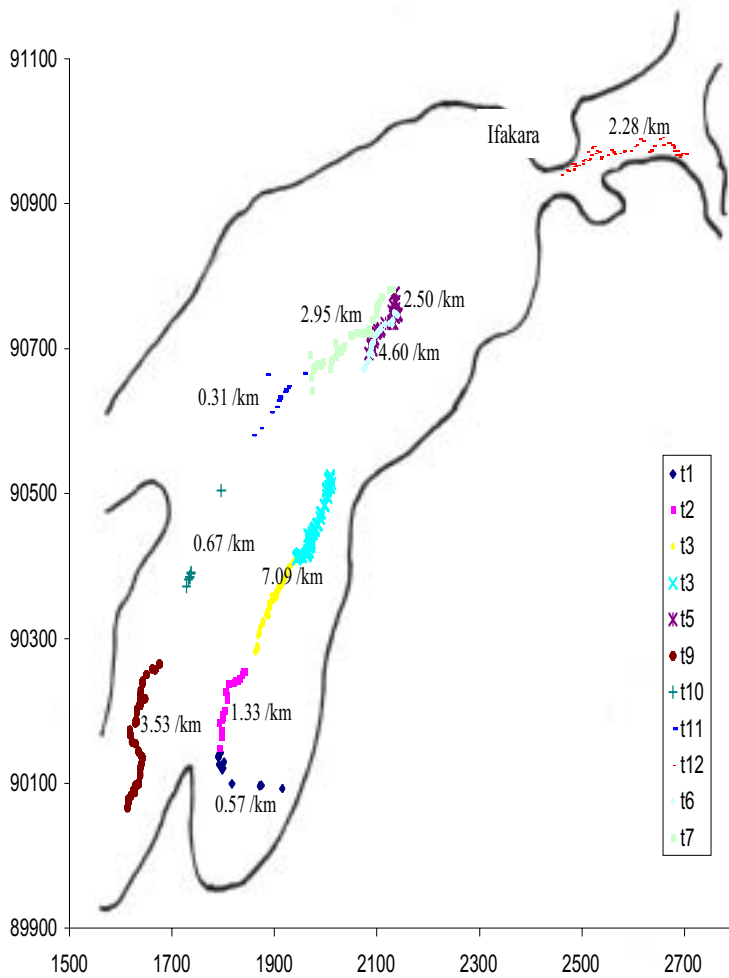 91100
Ifakara
2.28 /km
90900
2.95 /km
2.50 /km
90700
4.60 /km
0.31 /km
90500
0.67 /km
7.09 /km
90300
3.53 /km
1.33 /km
90100
0.57 /km
89900
1500
1700
1900
2100
2300
2500
2700
t1
t2
t3
t3
t5
t9
t10
t11
t12
t6
t7